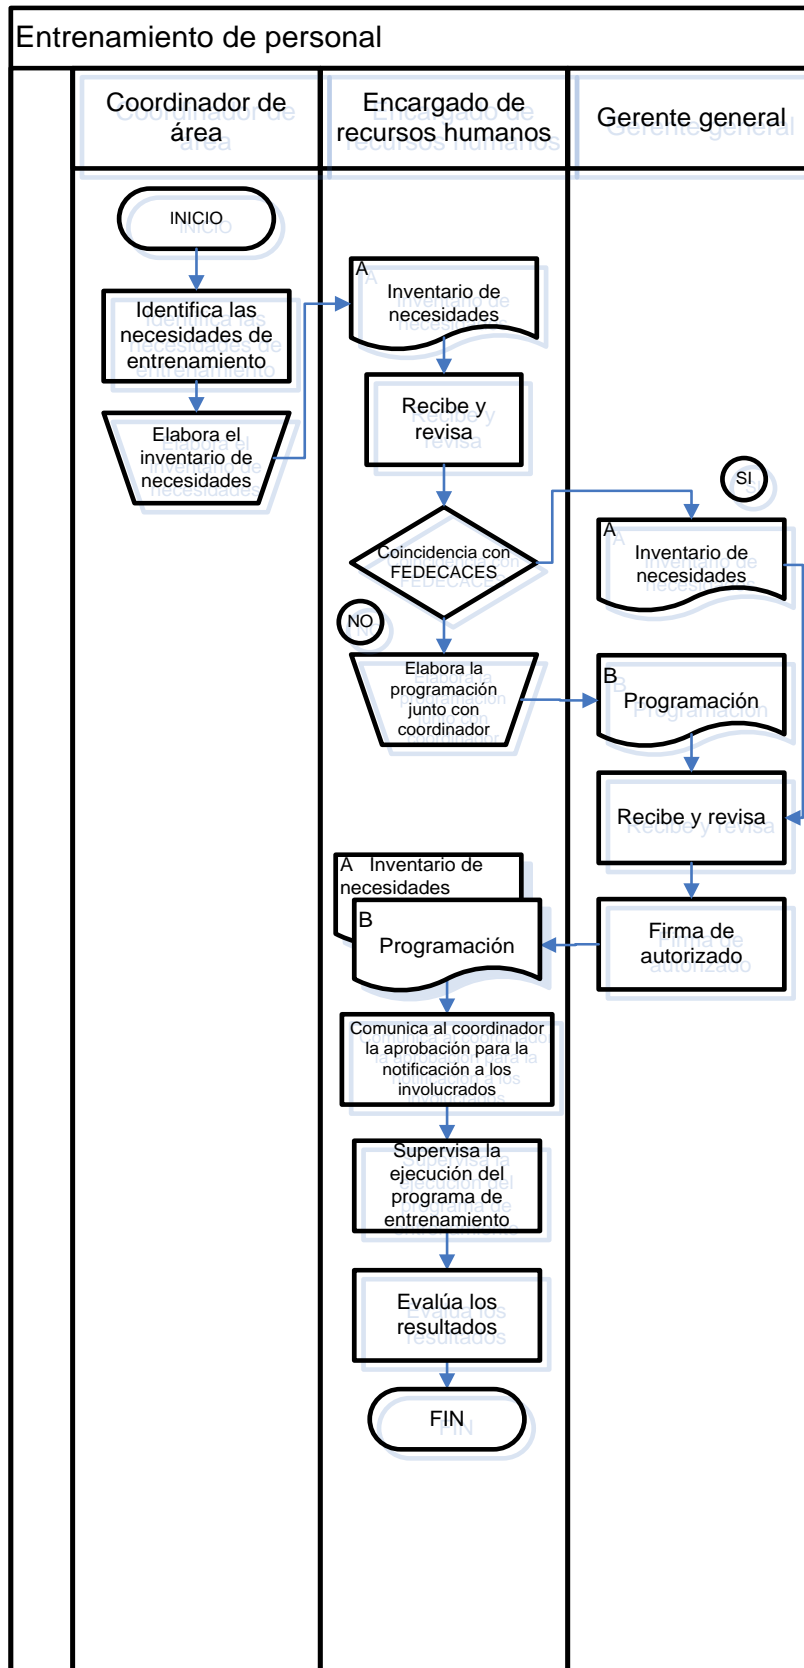 Entrenamiento de personal
Coordinador de
área
Encargado de
recursos humanos
Gerente general
INICIO
Identifica las
necesidades de
entrenamiento
Elabora el
inventario de
necesidades
A
Inventario de
necesidades
Recibe y
revisa
Coincidencia con
FEDECACES
SI
A
Inventario de
necesidades
NO
Elabora la
programación
junto con
coordinador
B
Programación
Recibe y revisa
Firma de
autorizado
A Inventario de
necesidades
B
Programación
Comunica al coordinador
la aprobación para la
notificación a los
involucrados
Supervisa la
ejecución del
programa de
entrenamiento
Evalúa los
resultados
FIN